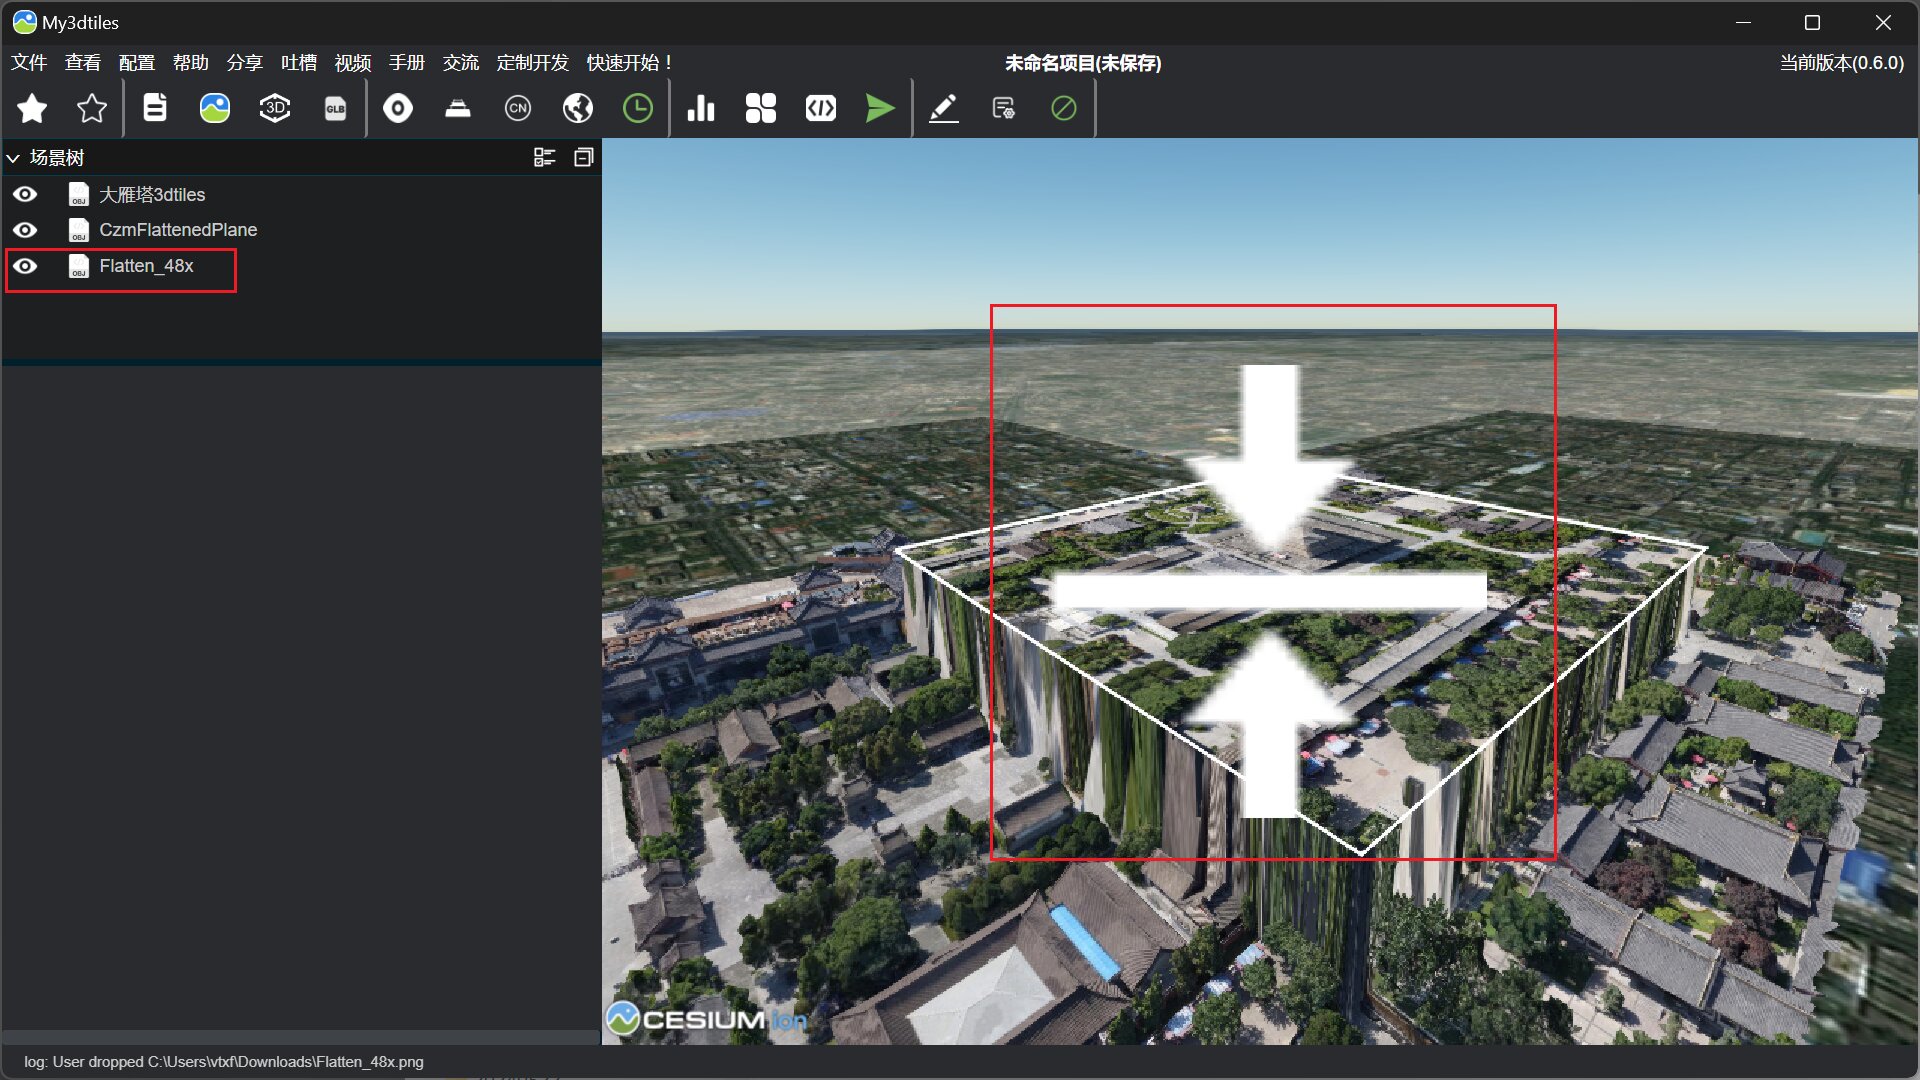 My3dtiles
文件 查看 配置 帮助 分享 吐槽 视频 手册 交流 定制开发 快速开始！ 未命名项目(未保存) 当前版本(0.6.0)
3D GLB CN
场景树
OBJ 大雁塔3dtiles
OBJ CzmFlattenedPlane
OBJ Flatten_48x
CESIUM ion
log: User dropped C:\Users\vtxf\Downloads\Flatten_48x.png